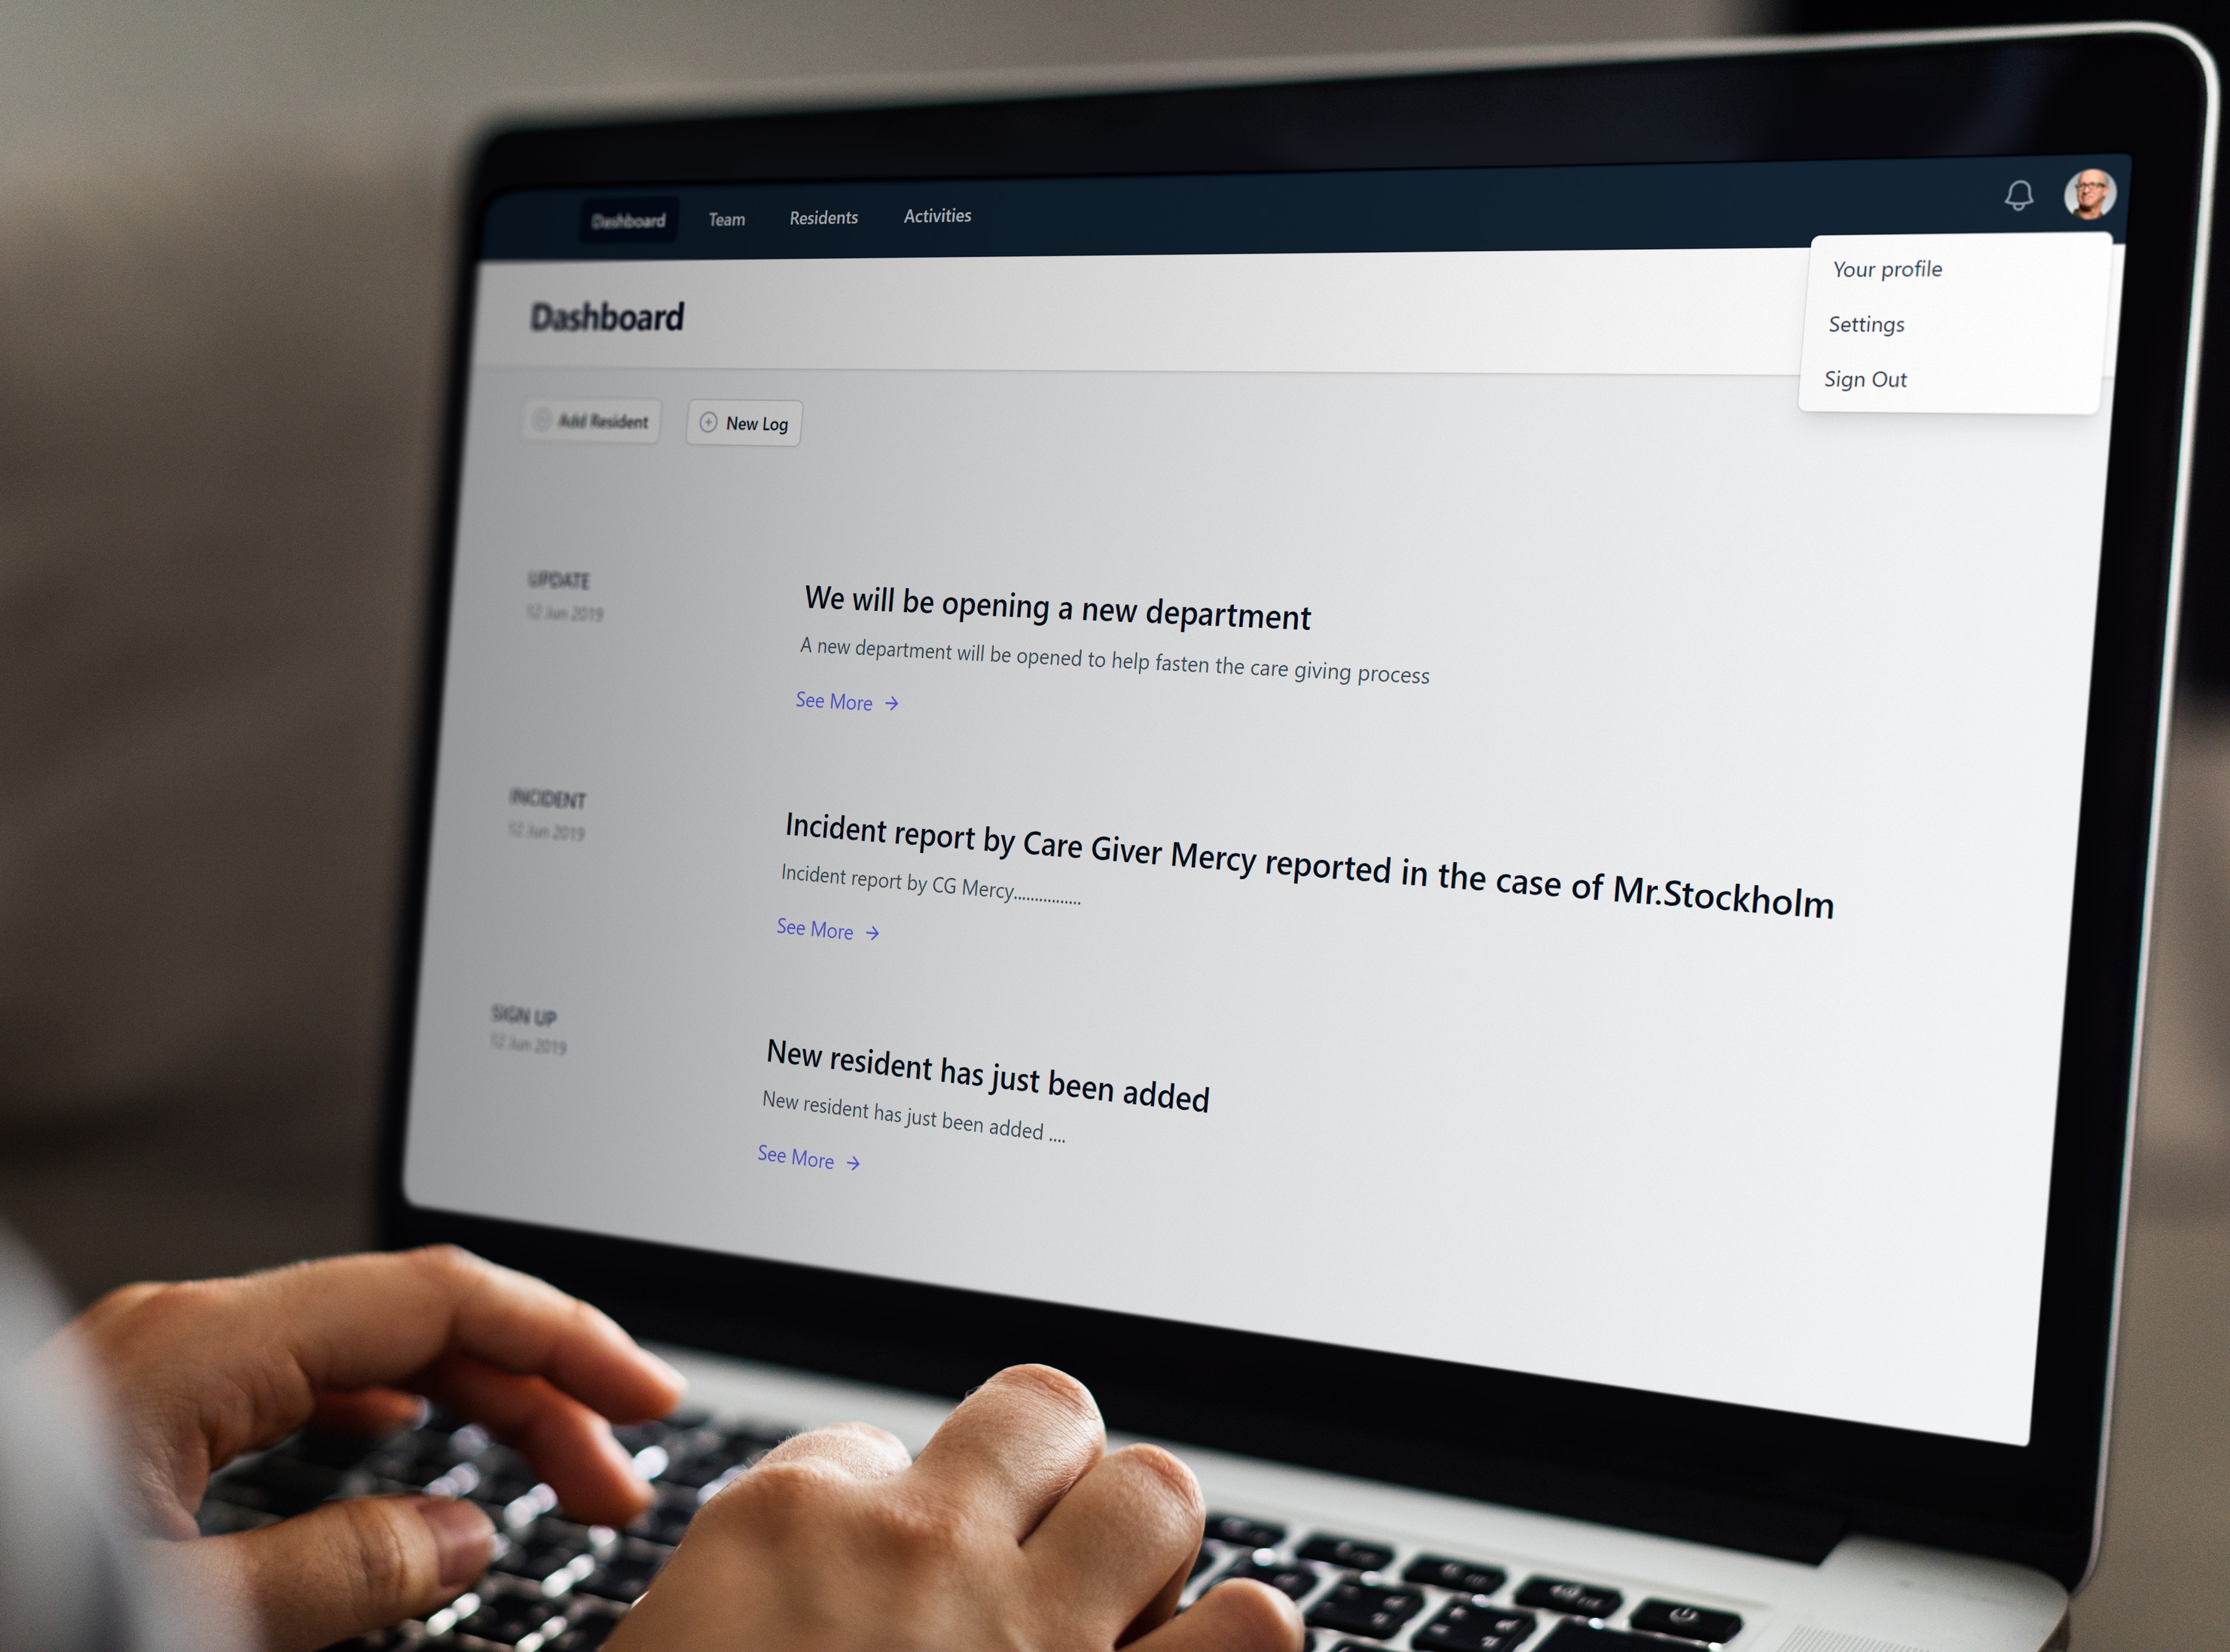 Dashboard
Team
Residents
Activities
Your profile
Settings
Sign Out
Dashboard
Add Resident
New Log
UPDATE
12 Jun 2019
We will be opening a new department
A new department will be opened to help fasten the care giving process
See More
INCIDENT
12 Jun 2019
Incident report by Care Giver Mercy reported in the case of Mr.Stockholm
Incident report by CG Mercy................
See More
SIGN UP
12 Jun 2019
New resident has just been added
New resident has just been added ....
See More